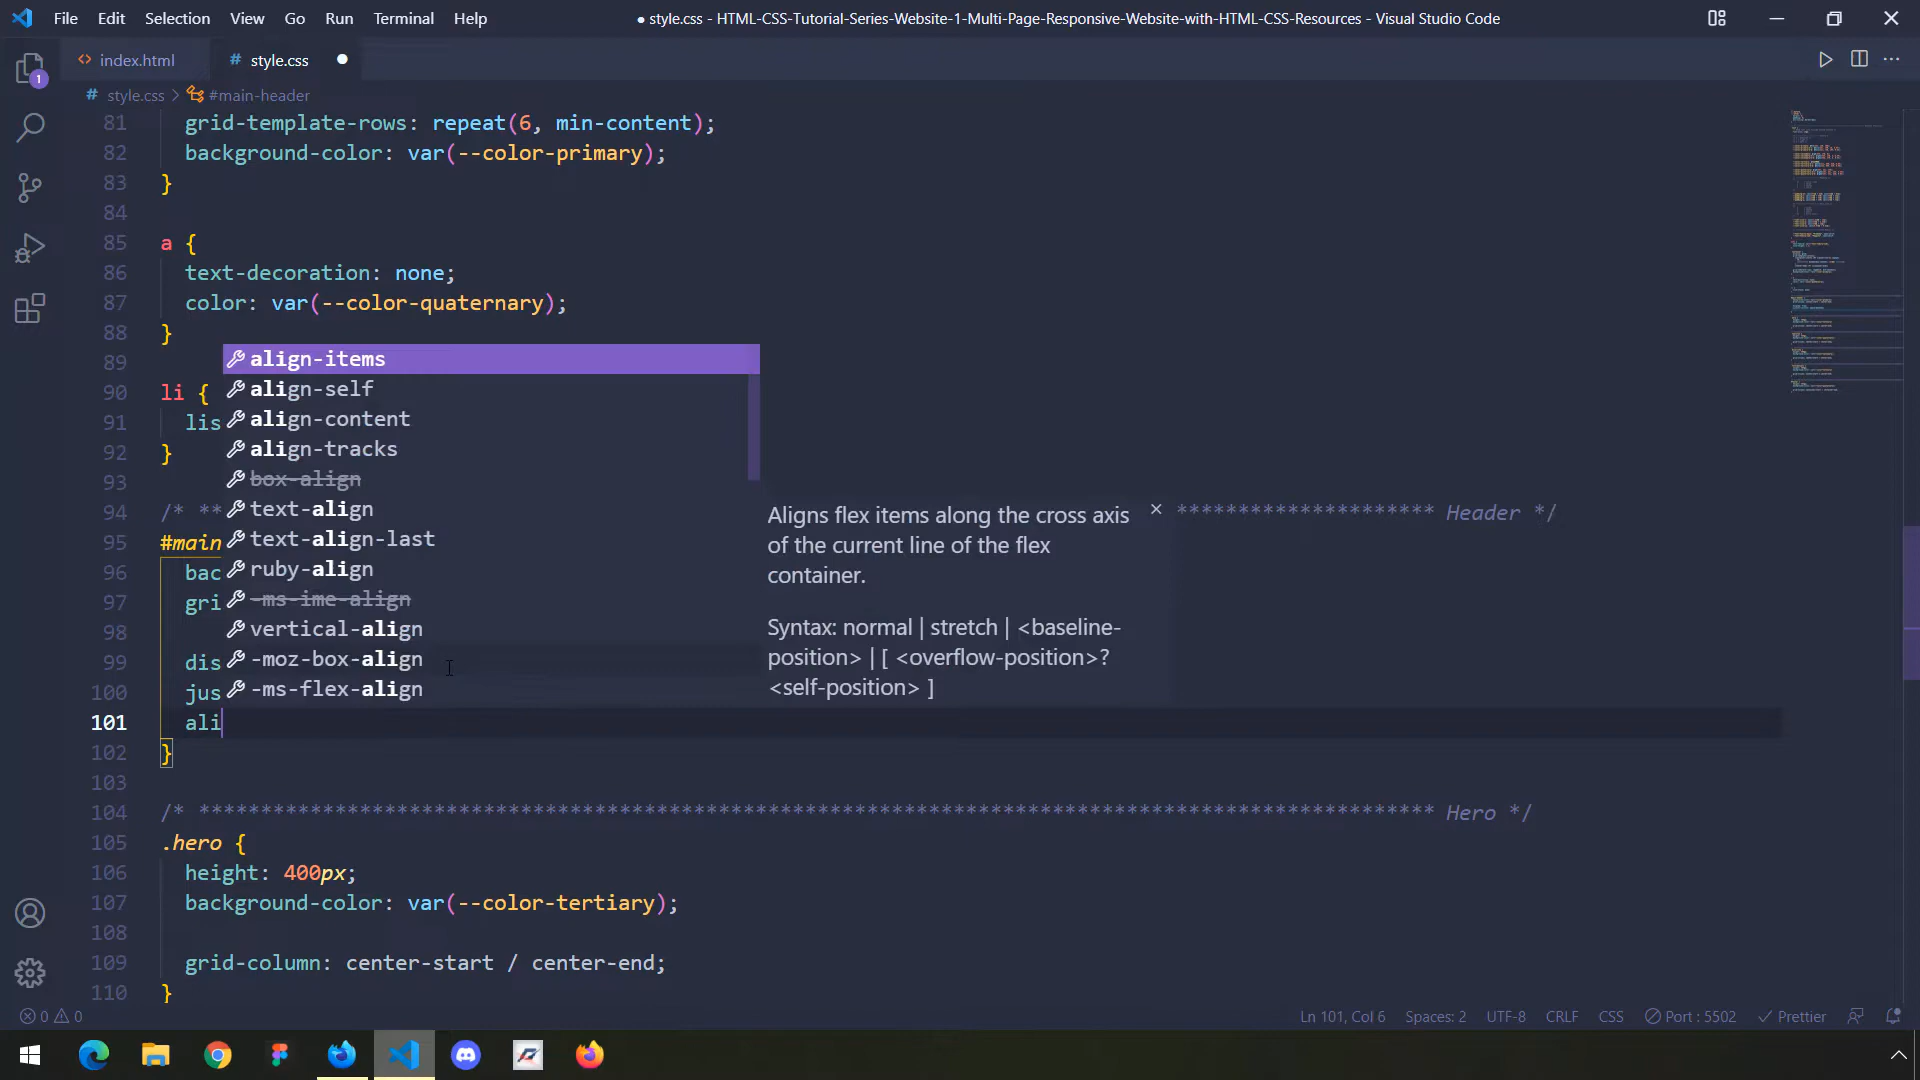 File Edit Selection View Go Run Terminal Help
● style.css - HTML-CSS-Tutorial-Series-Website-1-Multi-Page-Responsive-Website-with-HTML-CSS-Resources - Visual Studio Code
1
<> index.html
# style.css
# style.css > #main-header
81 grid-template-rows: repeat(6, min-content);
82 background-color: var(--color-primary);
83 }
84
85 a {
86 text-decoration: none;
87 color: var(--color-quaternary);
88 }
89
90 li {
91 lis
92 }
93
94 /* ** ********************* Header */
95 #main
96 bac
97 gri
98
99 dis
100 jus
101 ali
102 }
103
104 /* **************************************************************************************************** Hero */
105 .hero {
106 height: 400px;
107 background-color: var(--color-tertiary);
108
109 grid-column: center-start / center-end;
110 }
align-items
align-self
align-content
align-tracks
box-align
text-align
text-align-last
ruby-align
-ms-ime-align
vertical-align
-moz-box-align
-ms-flex-align
Aligns flex items along the cross axis
of the current line of the flex
container.
Syntax: normal | stretch | <baseline-
position> | [ <overflow-position>?
<self-position> ]
0 0
Ln 101, Col 6 Spaces: 2 UTF-8 CRLF CSS Port : 5502 Prettier